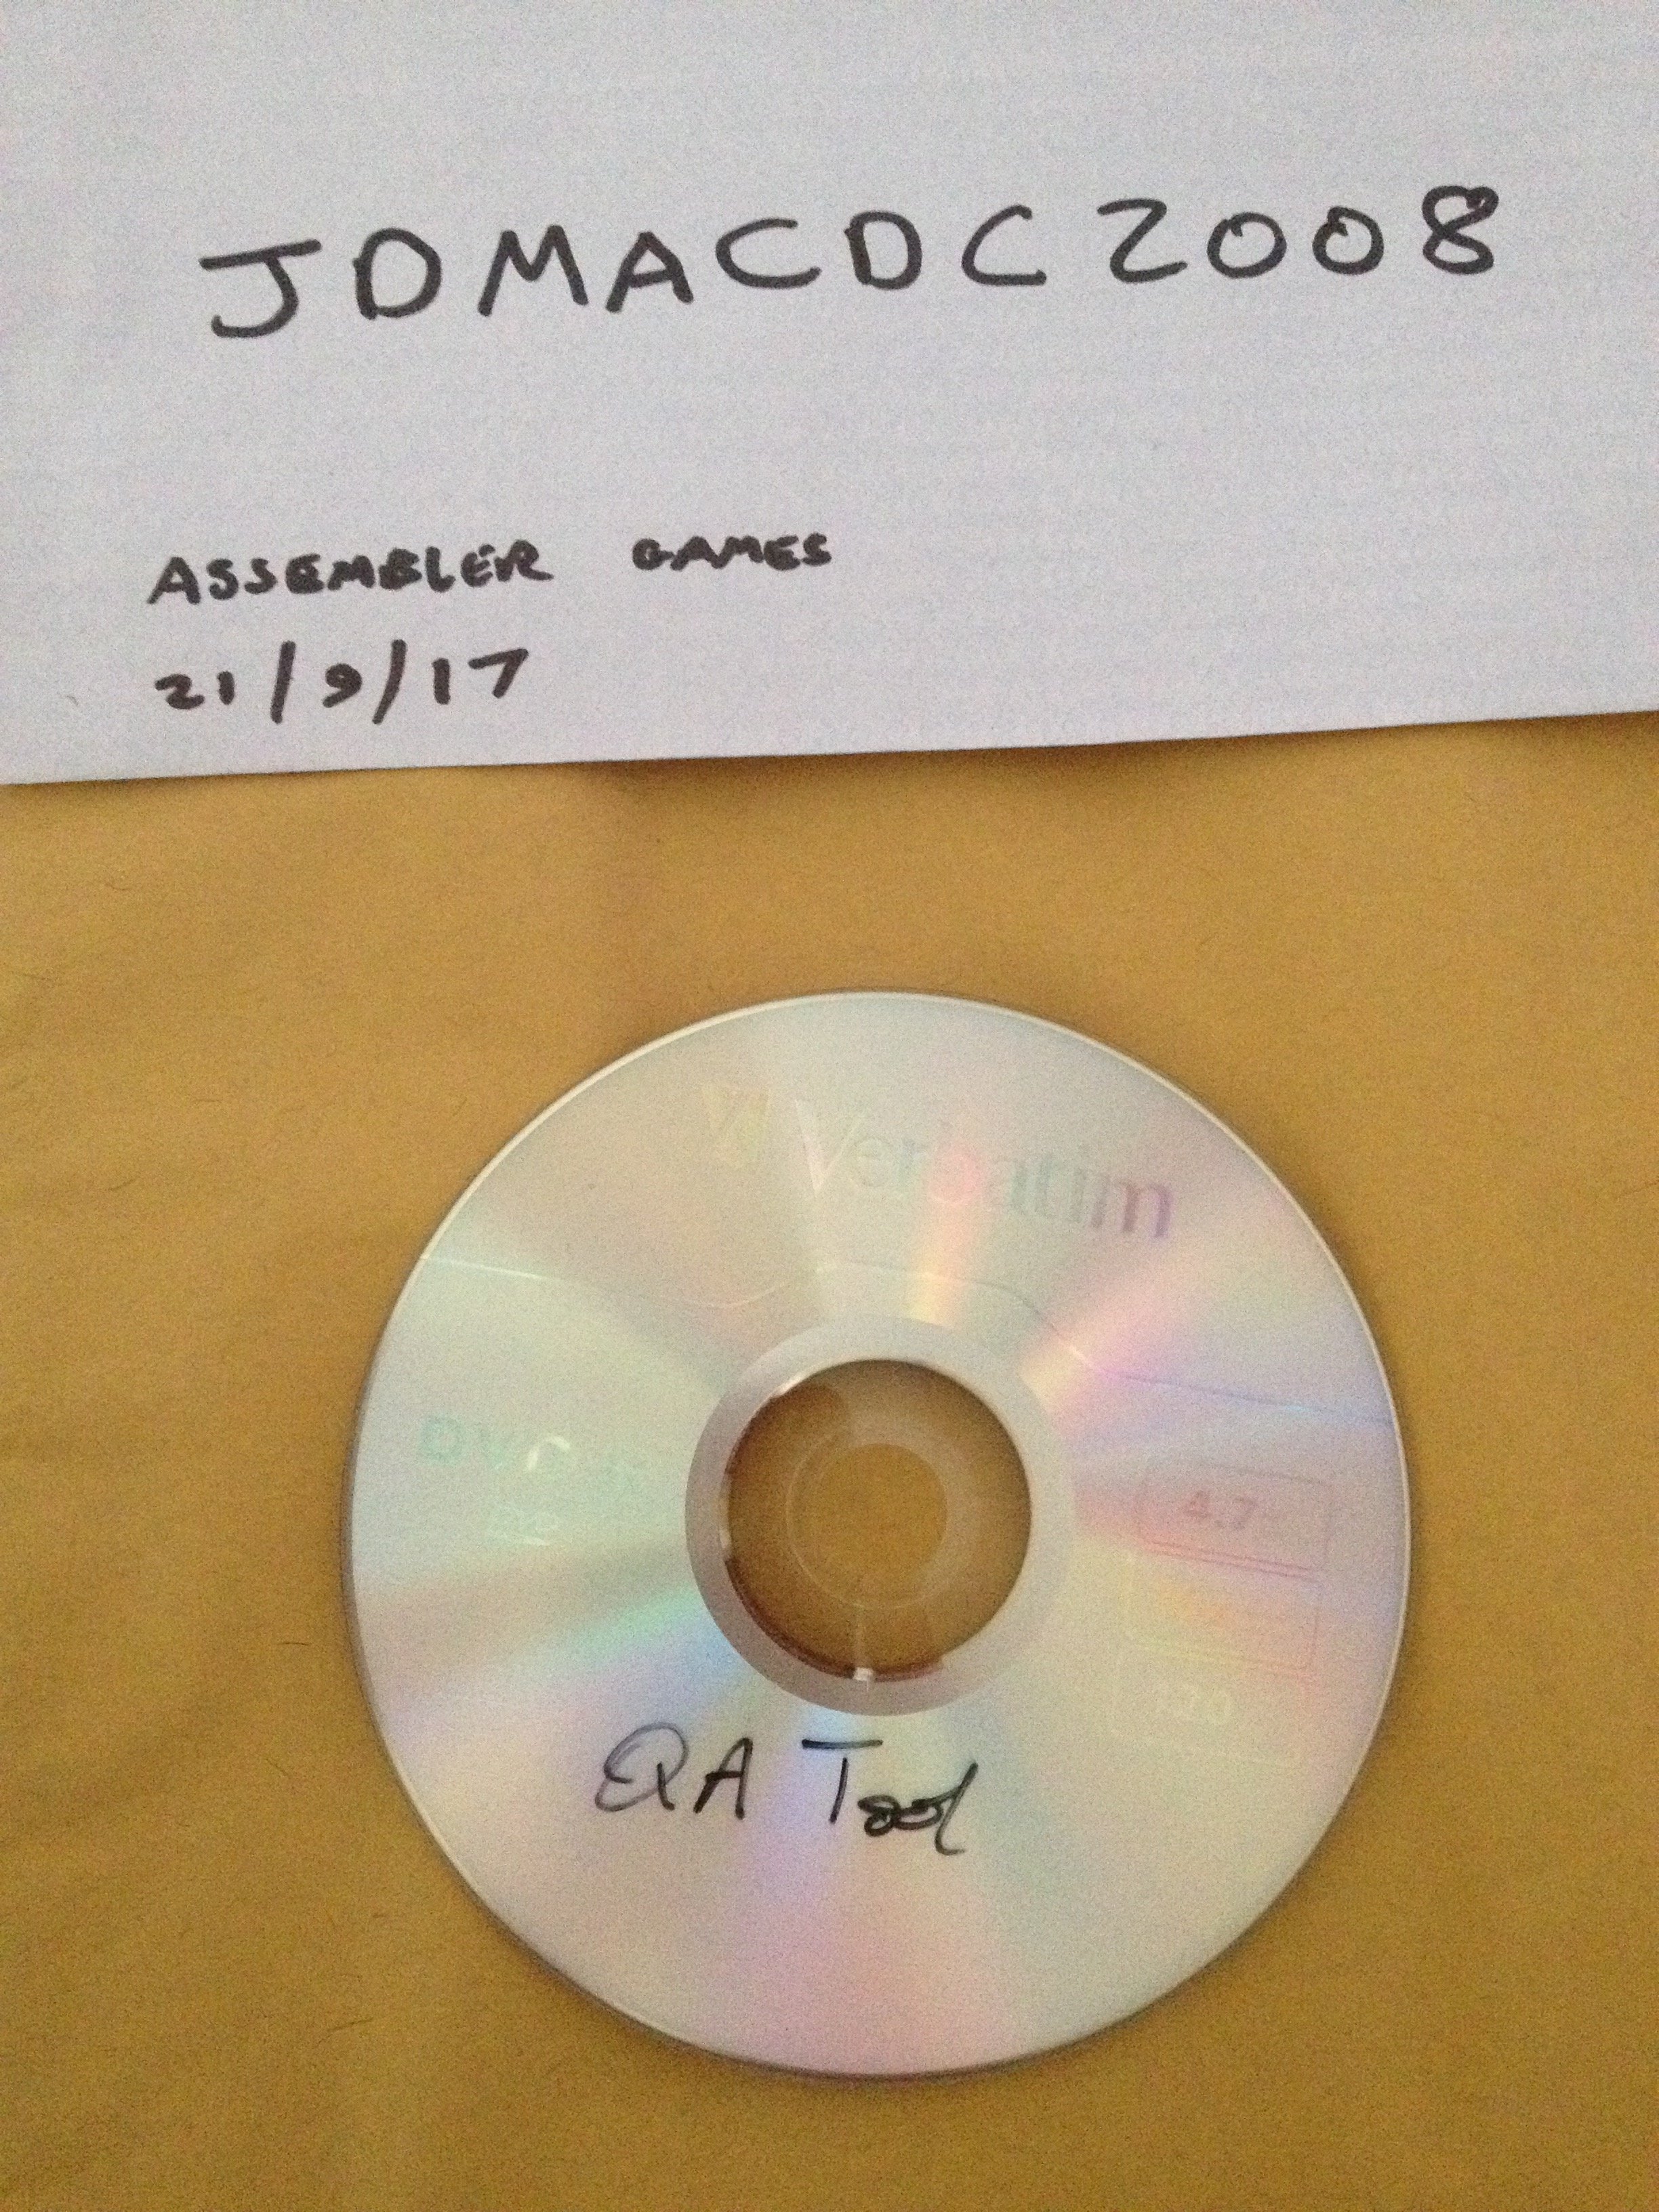 JDMACDC2008
ASSEMBLER GAMES
21/9/17
Verbatim
4.7
QA Tool